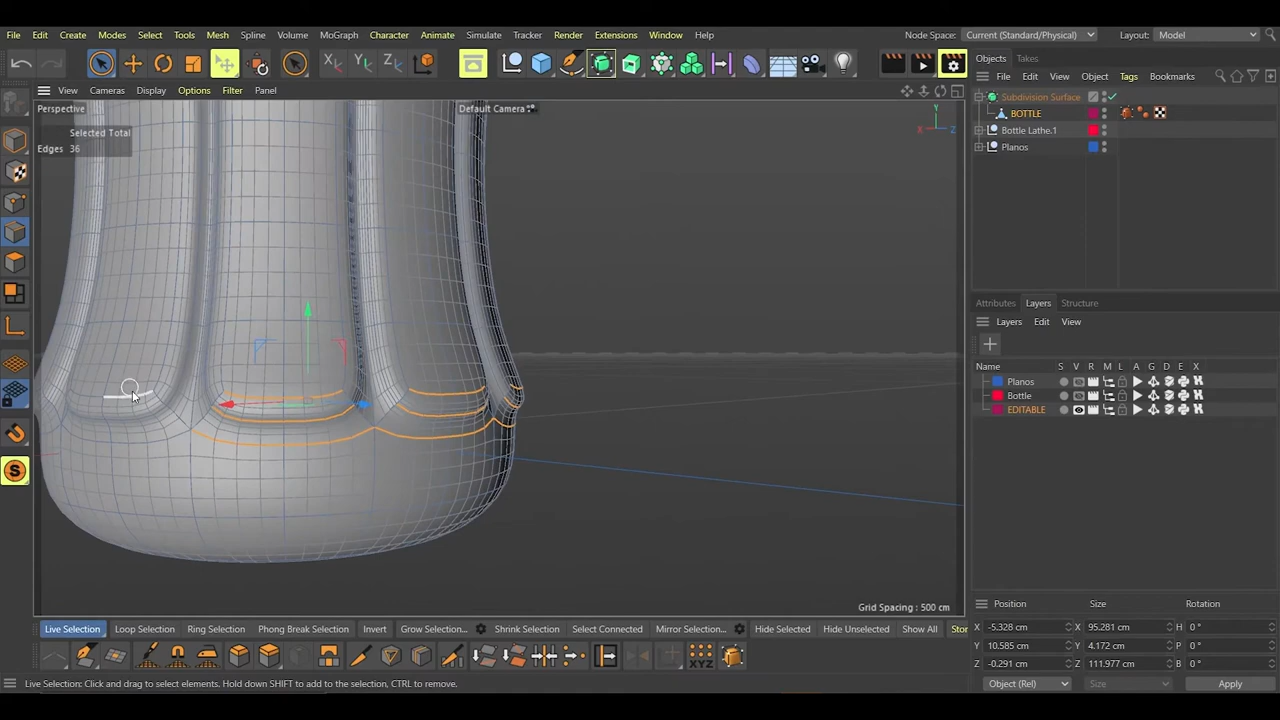 File Edit Create Modes Select Tools Mesh Spline Volume MoGraph Character Animate Simulate Tracker Render Extensions Window Help Node Space: Current (Standard/Physical) Layout: Model
X Y Z
Cameras Display Options Filter Panel File Edit View Object Tags Bookmarks
Perspective Default Camera Subdivision Surface
Y
X Z
BOTTLE
Selected Total Bottle Lathe.1
Edges 36 Planos
Attributes Layers Structure
Layers Edit View
Name S V R M L A G D E X
Planos
Bottle
EDITABLE
S
Grid Spacing : 500 cm Position Size Rotation
Live Selection Loop Selection Ring Selection Phong Break Selection Invert Grow Selection... Shrink Selection Select Connected Mirror Selection... Hide Selected Hide Unselected Show All Stor X -5.328 cm X 95.281 cm H 0 °
Y 10.585 cm Y 4.172 cm P 0 °
XYZ
Z -0.291 cm Z 111.977 cm B 0 °
Live Selection: Click and drag to select elements. Hold down SHIFT to add to the selection, CTRL to remove. Object (Rel) Size Apply